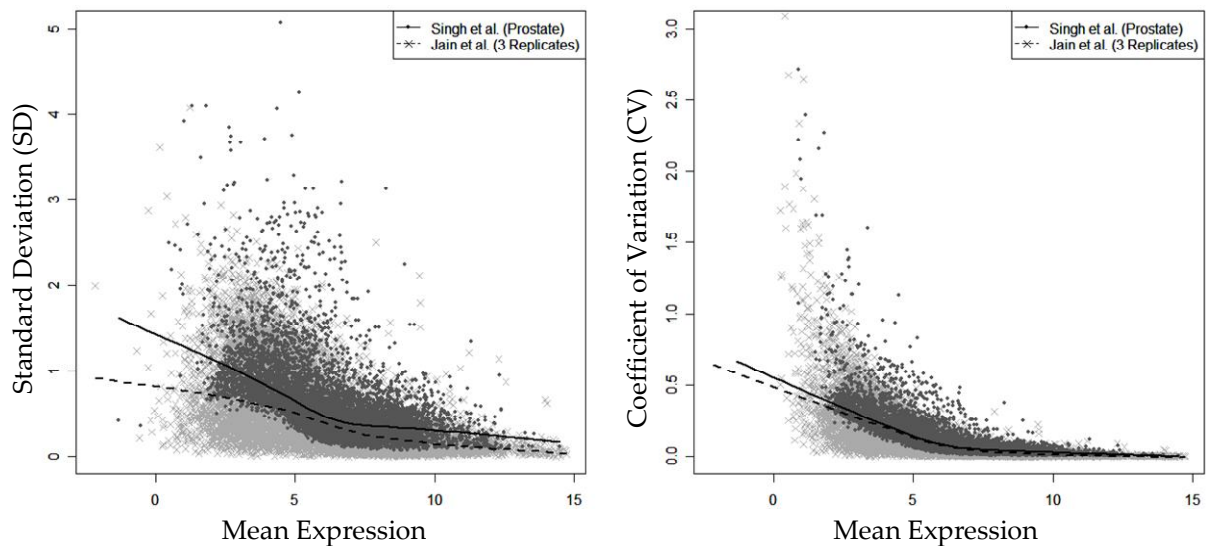 Singh et al. (Prostate)
Jain et al. (3 Replicates)
Standard Deviation (SD)
0 1 2 3 4 5
0 5 10 15
Mean Expression
Singh et al. (Prostate)
Jain et al. (3 Replicates)
Coefficient of Variation (CV)
0.0 0.5 1.0 1.5 2.0 2.5 3.0
0 5 10 15
Mean Expression